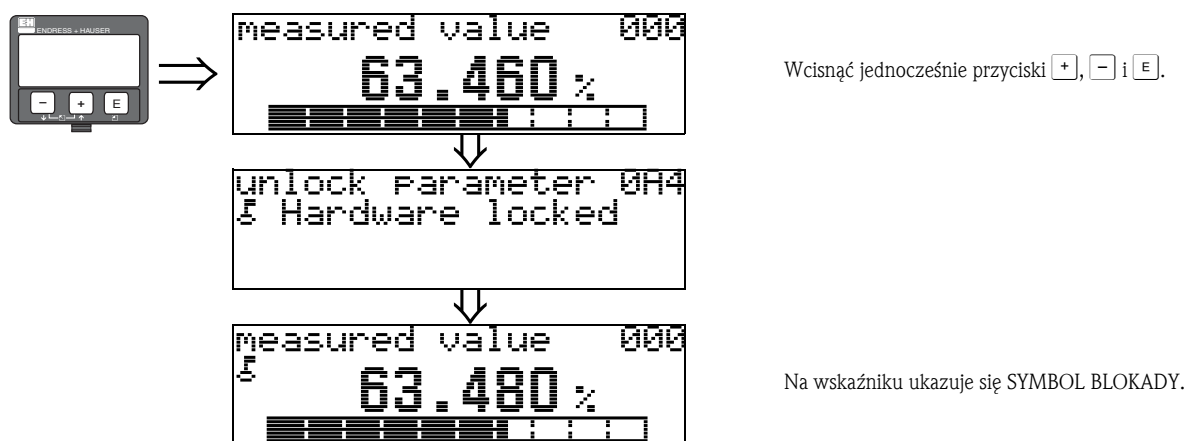 E+H
ENDRESS + HAUSER
- + E
measured value 000
63.460 %
Wcisnąć jednocześnie przyciski +, - i E.
unlock parameter 0A4
Hardware locked
measured value 000
63.480 %
Na wskaźniku ukazuje się SYMBOL BLOKADY.